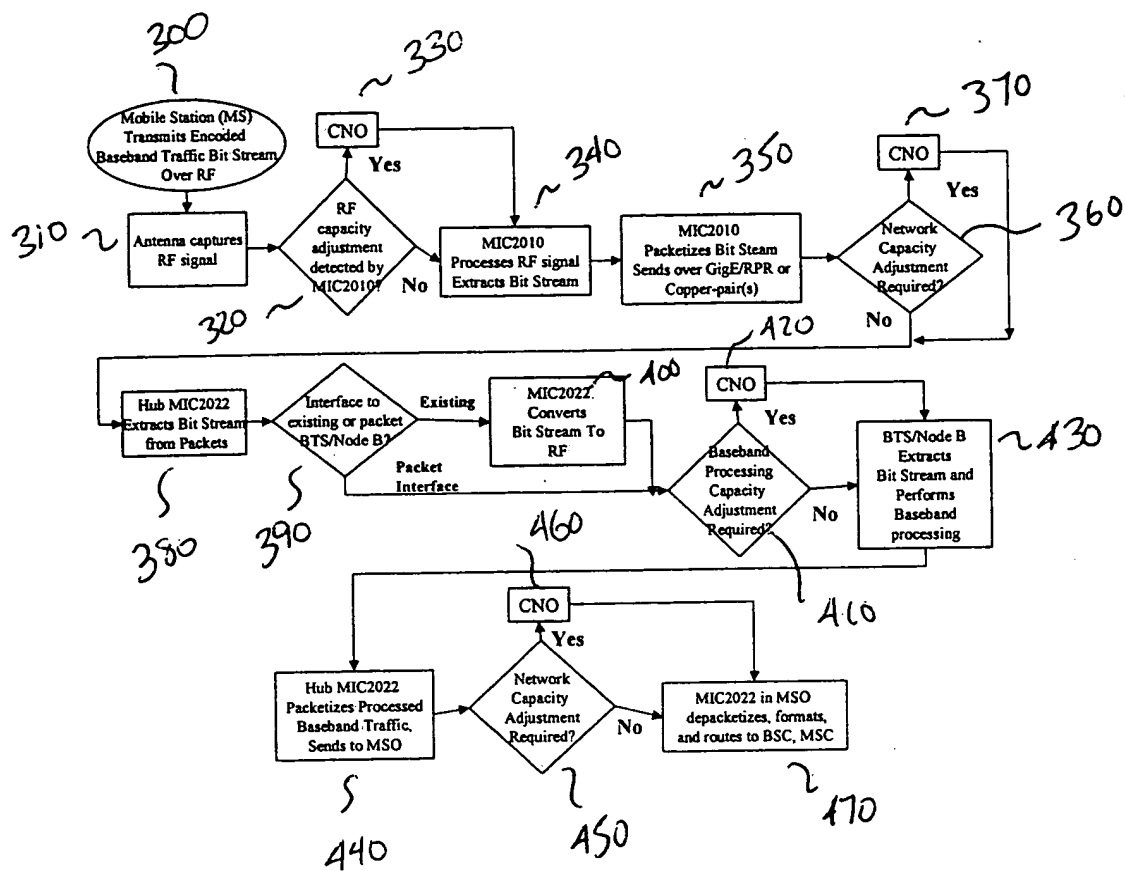 300
Mobile Station (MS)
Transmits Encoded
Baseband Traffic Bit Stream
Over RF
310
Antenna captures
RF signal
330
CNO
Yes
RF
capacity
adjustment
detected by
MIC2010?
No
320
340
MIC2010
Processes RF signal
Extracts Bit Stream
350
MIC2010
Packetizes Bit Steam
Sends over GigE/RPR or
Copper-pair(s)
370
CNO
Yes
360
Network
Capacity
Adjustment
Required?
No
Hub MIC2022
Extracts Bit Stream
from Packets
380
Interface to
existing or packet
BTS/Node B?
390
Existing
Packet
Interface
400
MIC2022.
Converts
Bit Stream To
RF
420
CNO
Yes
Baseband
Processing
Capacity
Adjustment
Required?
No
410
430
BTS/Node B
Extracts
Bit Stream and
Performs
Baseband
processing
Hub MIC2022
Packetizes Processed
Baseband Traffic,
Sends to MSO
440
460
CNO
Yes
Network
Capacity
Adjustment
Required?
No
450
MIC2022 in MSO
depacketizes, formats,
and routes to BSC, MSC
470